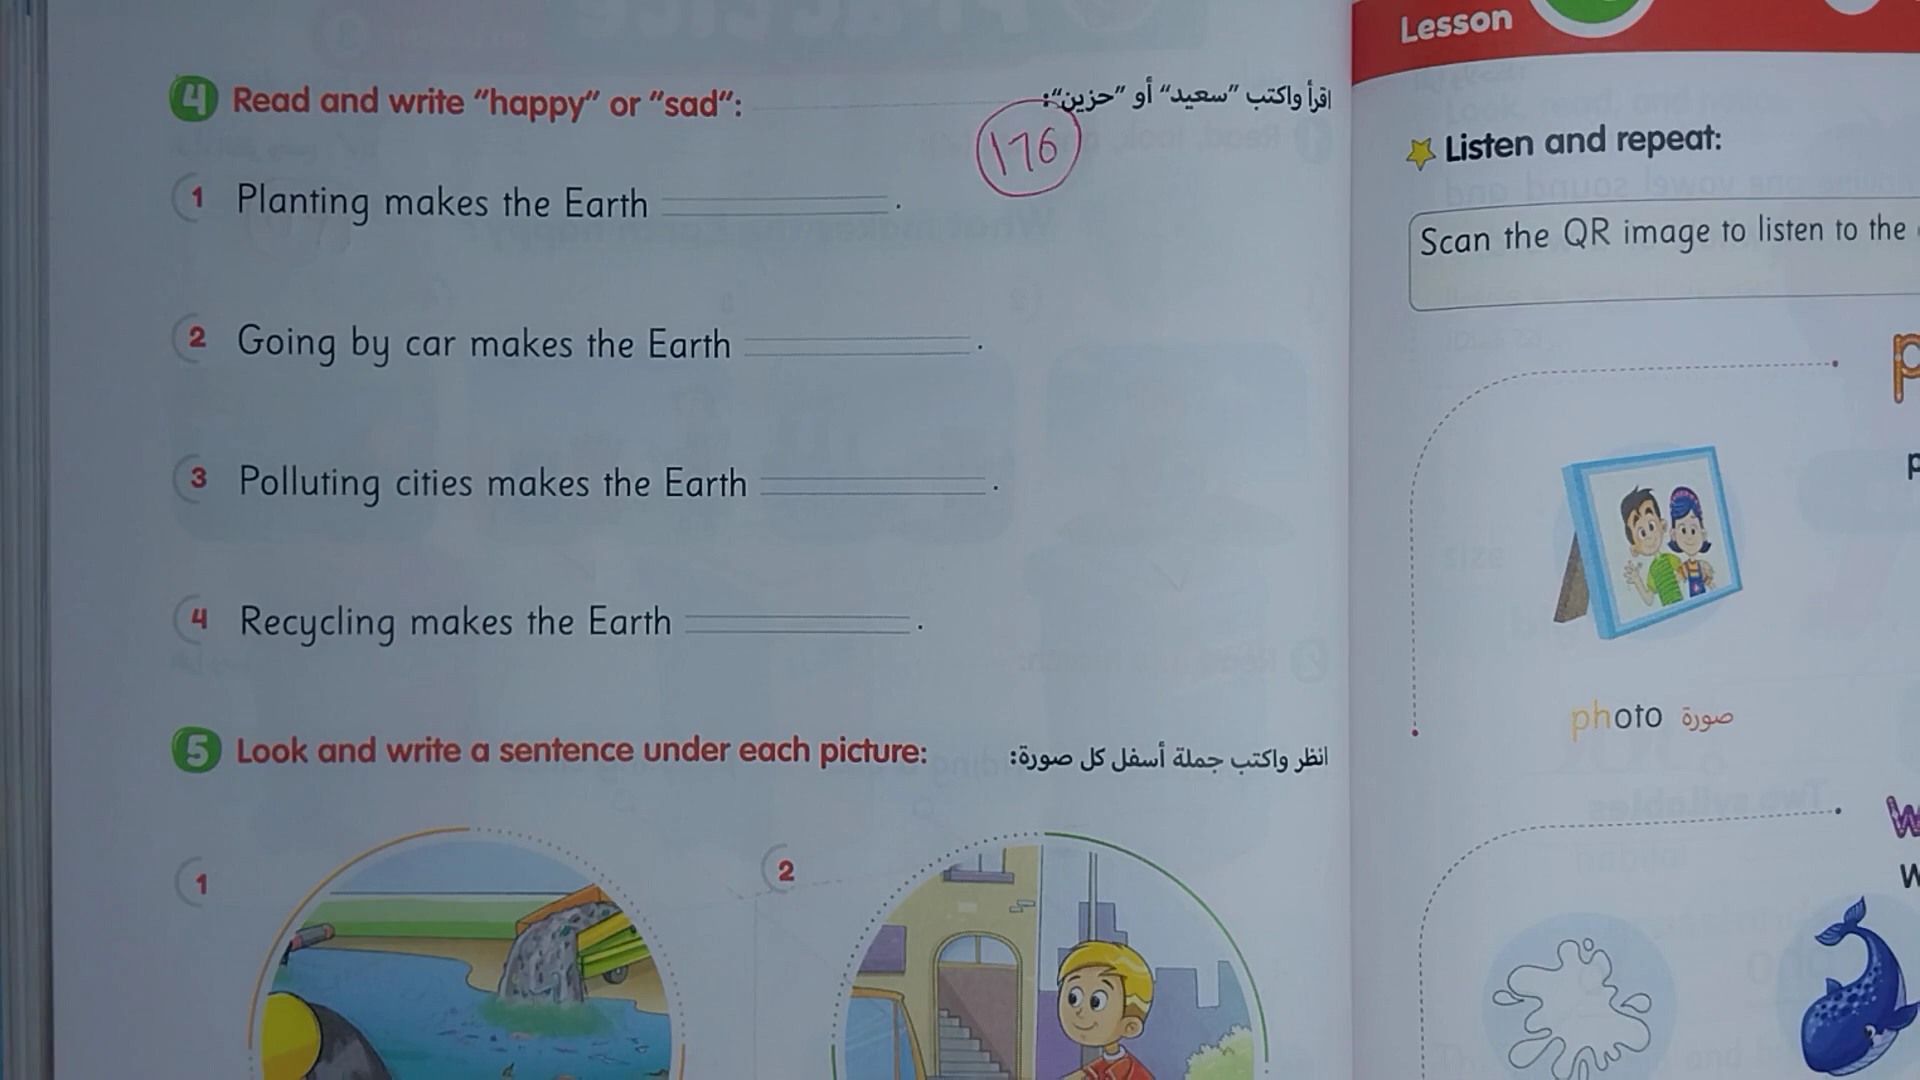 4 Read and write "happy" or "sad": اقرأ واكتب "سعيد" أو "حزين":
176
1 Planting makes the Earth .
2 Going by car makes the Earth .
3 Polluting cities makes the Earth .
4 Recycling makes the Earth .
5 Look and write a sentence under each picture: انظر واكتب جملة أسفل كل صورة:
1
2
Lesson
Listen and repeat:
Scan the QR image to listen to the
p
p
photo صورة
w
w